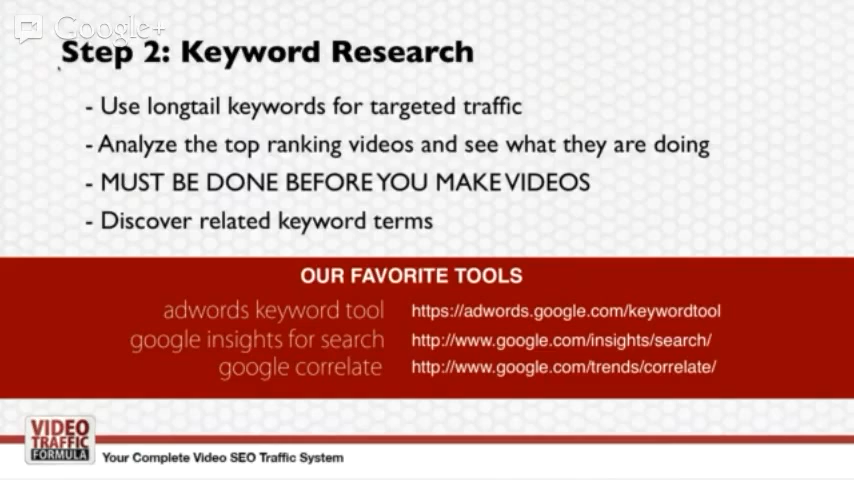 Google+
Step 2: Keyword Research
- Use longtail keywords for targeted traffic
- Analyze the top ranking videos and see what they are doing
- MUST BE DONE BEFORE YOU MAKE VIDEOS
- Discover related keyword terms
OUR FAVORITE TOOLS
adwords keyword tool https://adwords.google.com/keywordtool
google insights for search http://www.google.com/insights/search/
google correlate http://www.google.com/trends/correlate/
VIDEO
TRAFFIC
FORMULA
Your Complete Video SEO Traffic System